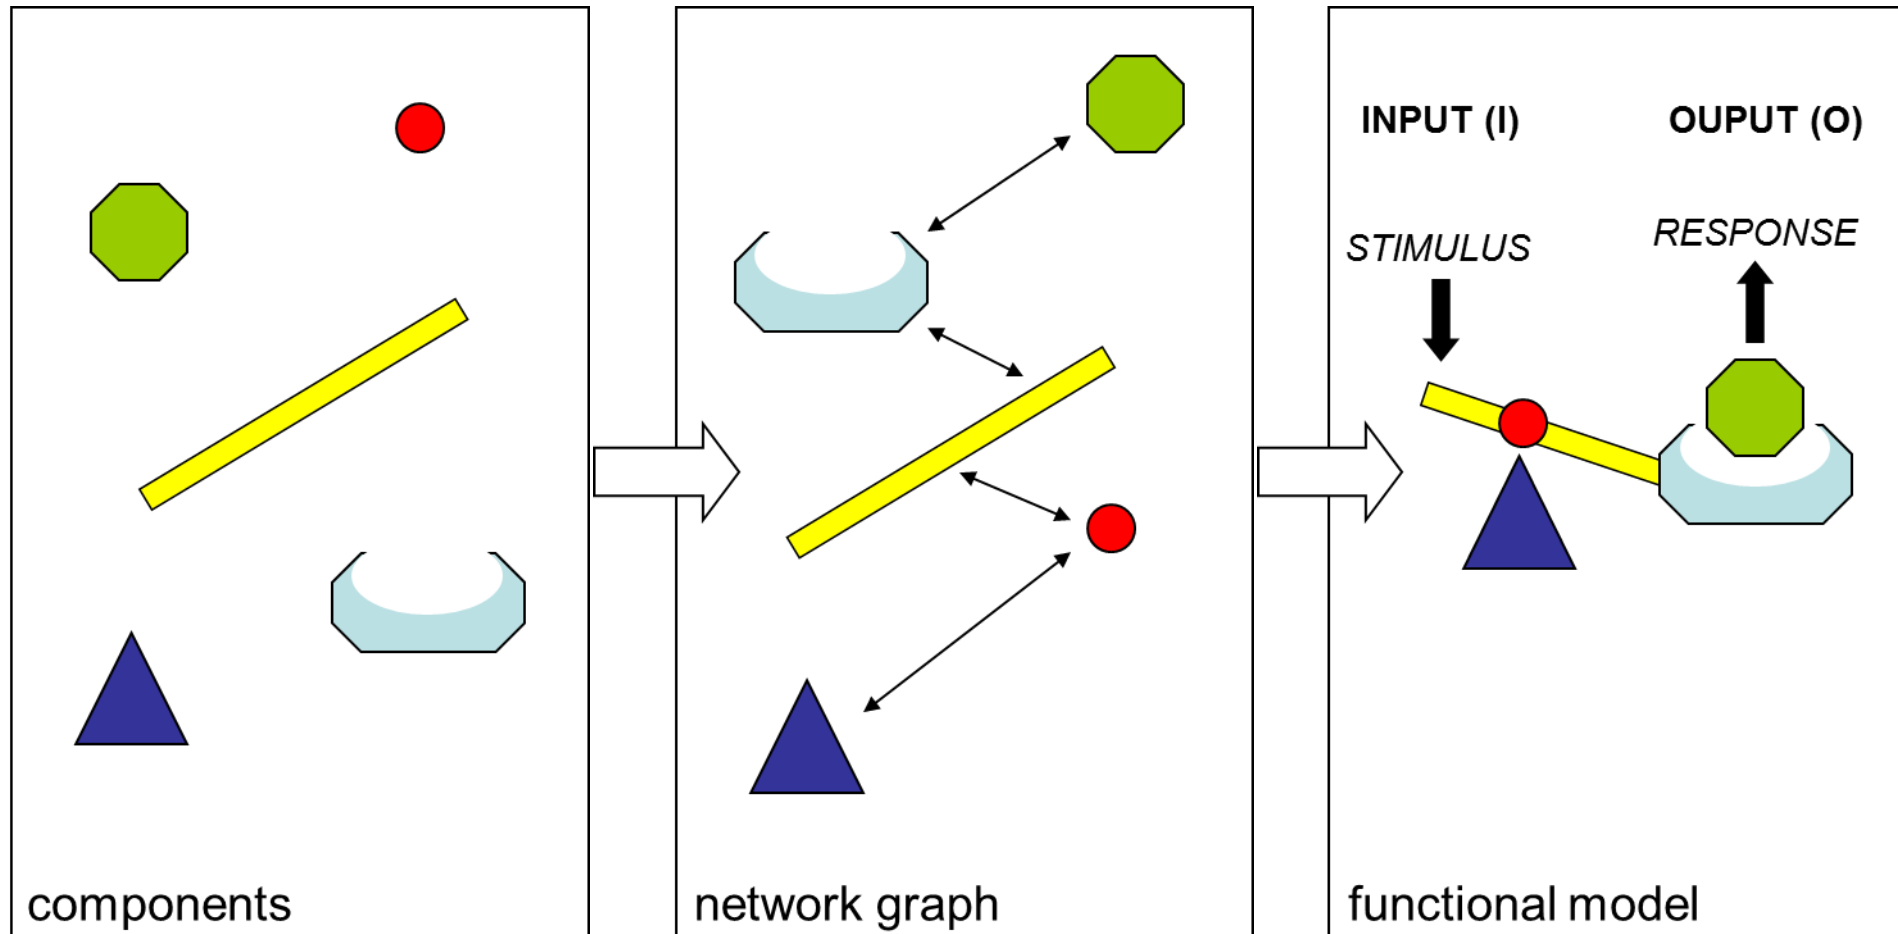 INPUT (I)
OUPUT (O)
STIMULUS
RESPONSE
components
network graph
functional model